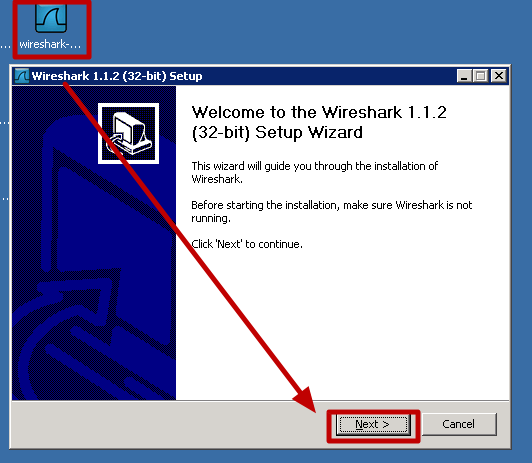 wireshark-...
Wireshark 1.1.2 (32-bit) Setup
Welcome to the Wireshark 1.1.2
(32-bit) Setup Wizard
This wizard will guide you through the installation of
Wireshark.
Before starting the installation, make sure Wireshark is not
running.
Click 'Next' to continue.
Next >
Cancel